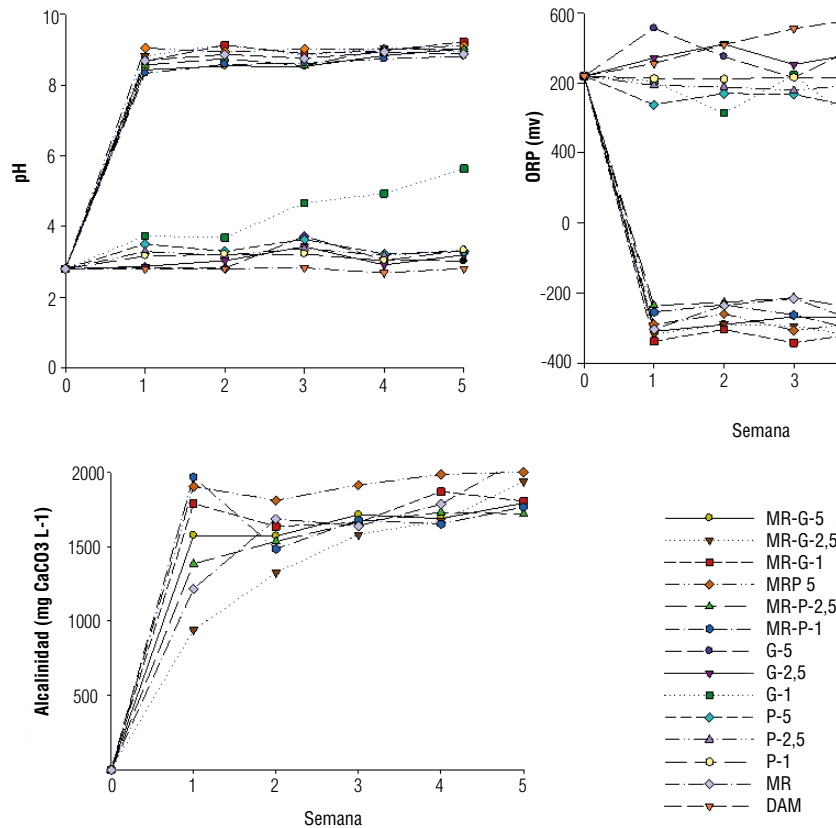 10
8
6
4
2
0
pH
0 1 2 3 4 5
600
200
400
0
-200
-400
ORP (mv)
0 1 2 3
Semana
2000
1500
1000
500
Alcalinidad (mg CaCO3 L-1)
0 1 2 3 4 5
Semana
MR-G-5
MR-G-2,5
MR-G-1
MRP 5
MR-P-2,5
MR-P-1
G-5
G-2,5
G-1
P-5
P-2,5
P-1
MR
DAM